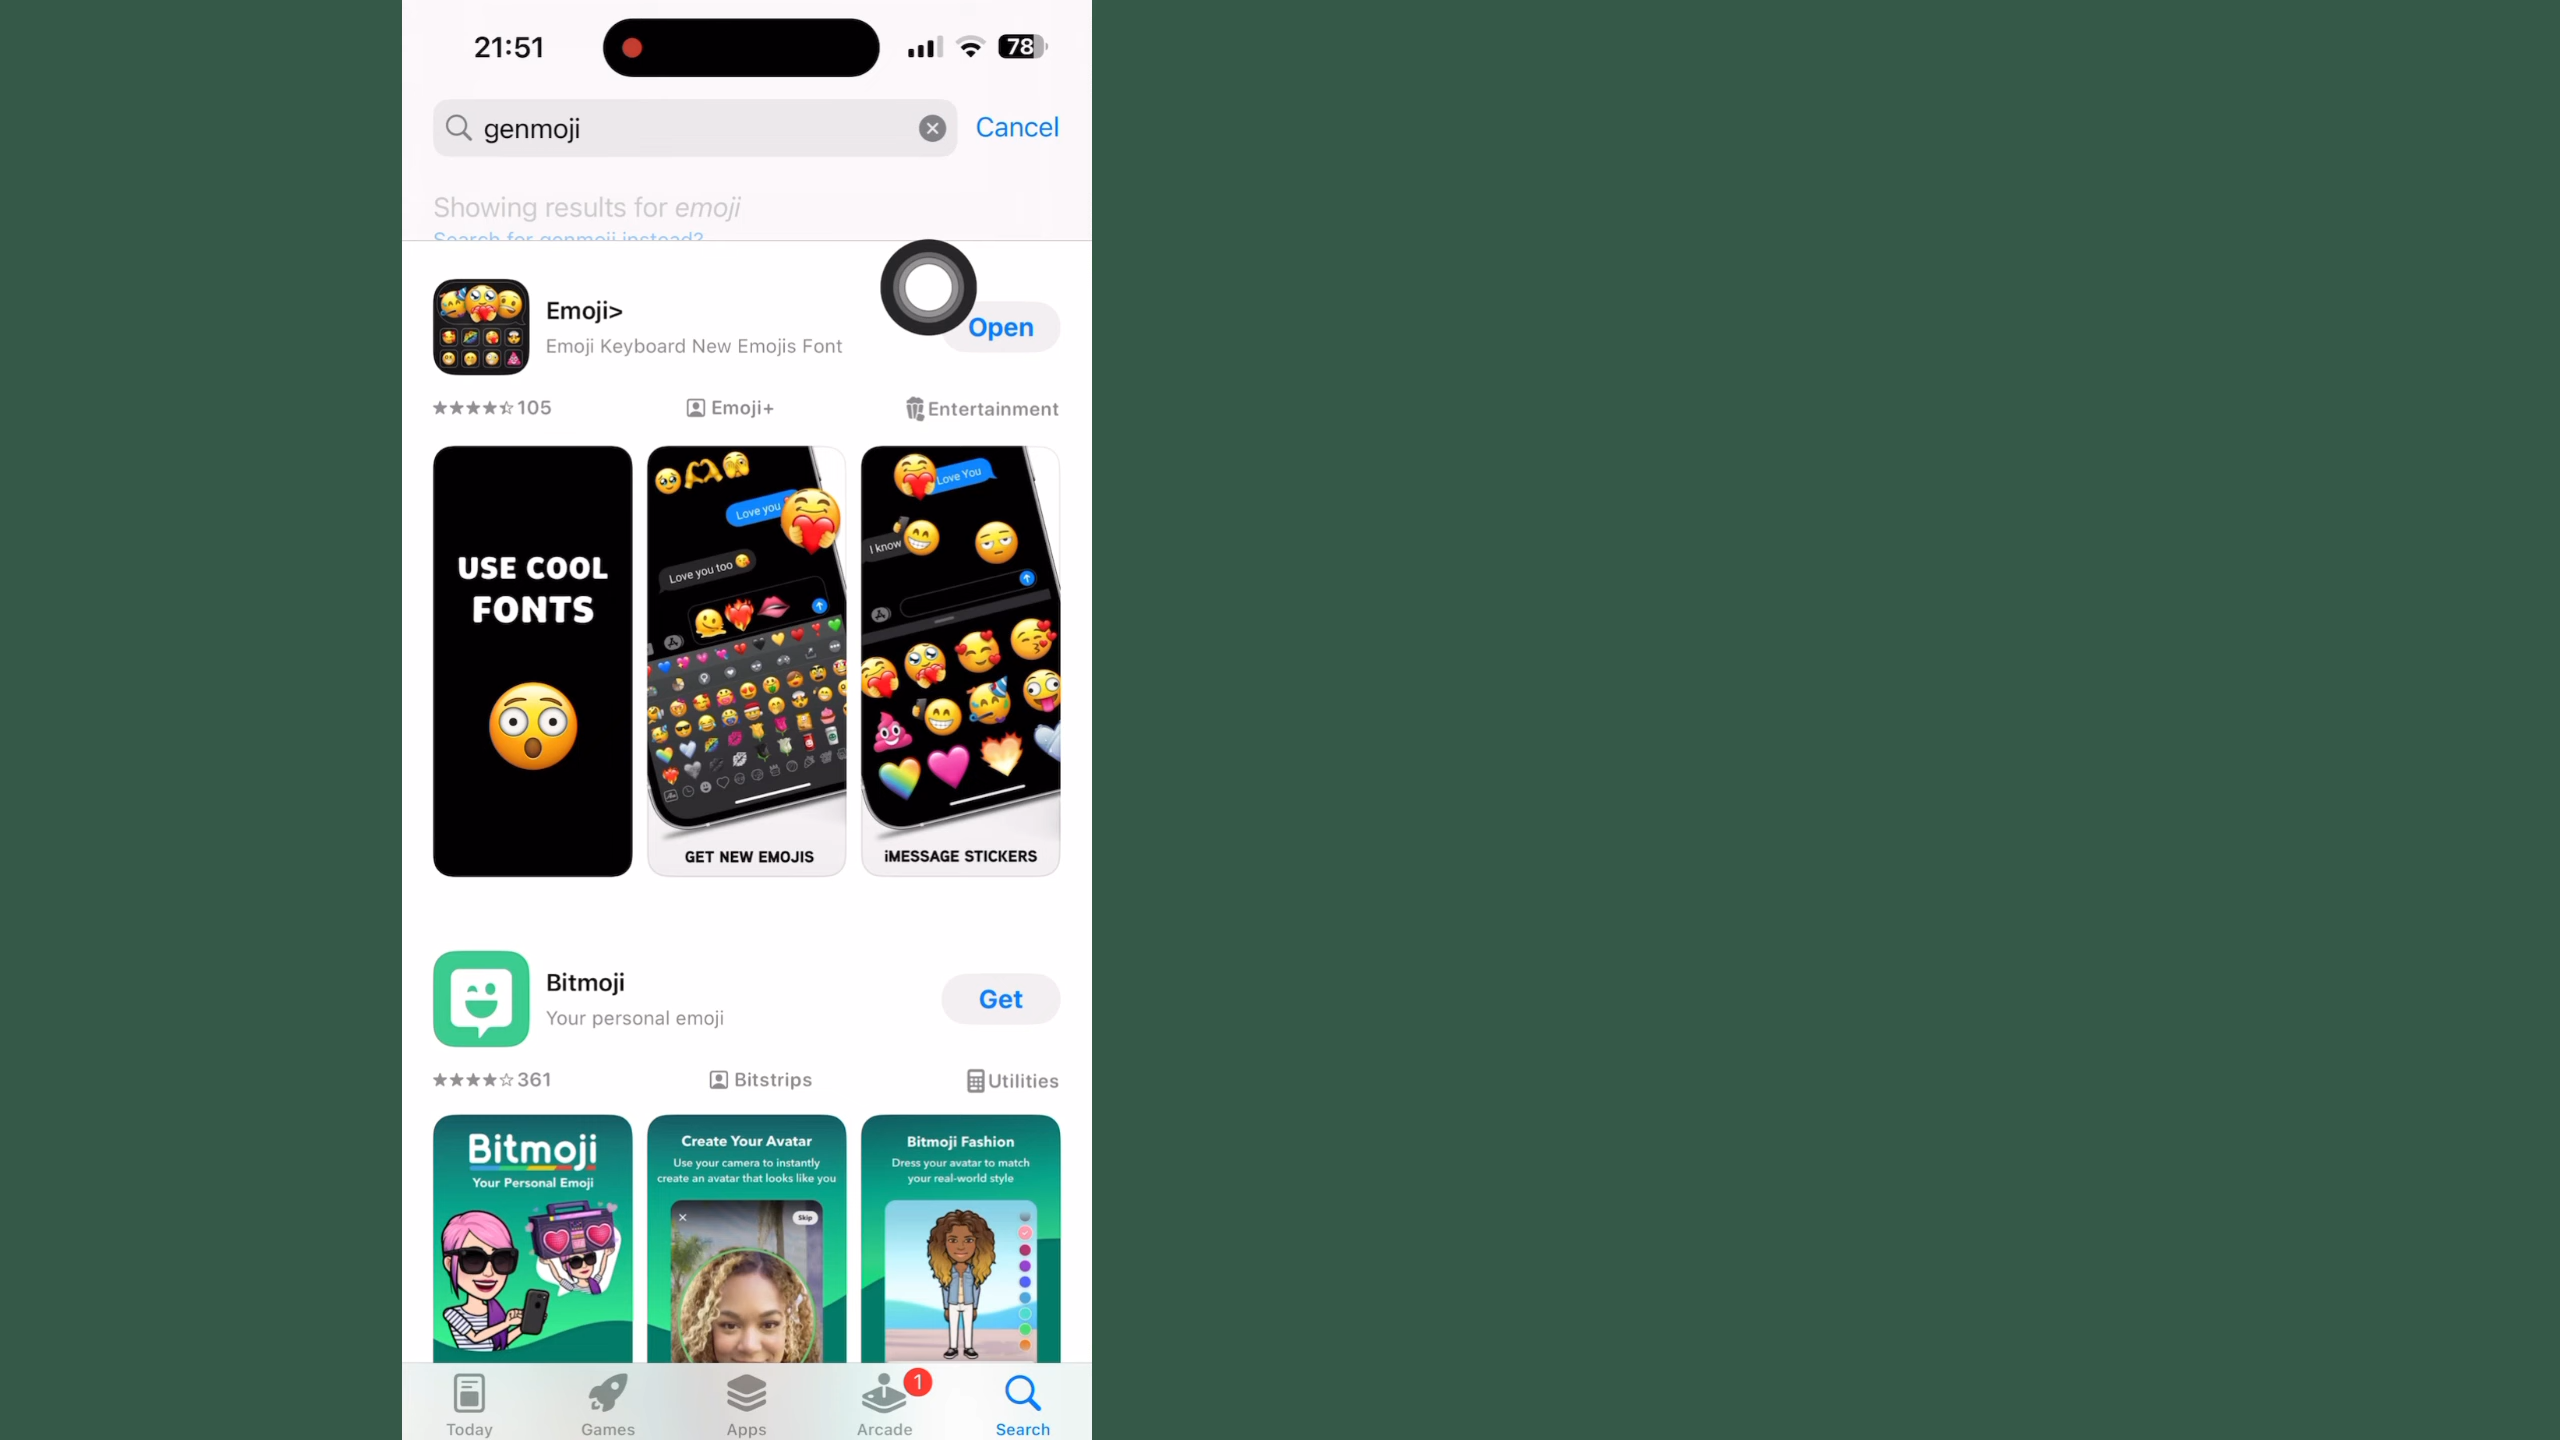 21:51
78
genmoji
Cancel
Showing results for emoji
Search for genmoji instead?
Emoji>
Emoji Keyboard New Emojis Font
Open
105
Emoji+
Entertainment
USE COOL
FONTS
Love you
Love you too
GET NEW EMOJIS
Love You
I know
iMESSAGE STICKERS
Bitmoji
Your personal emoji
Get
361
Bitstrips
Utilities
Bitmoji
Your Personal Emoji
Create Your Avatar
Use your camera to instantly
create an avatar that looks like you
Skip
Bitmoji Fashion
Dress your avatar to match
your real-world style
Today
Games
Apps
1
Arcade
Search